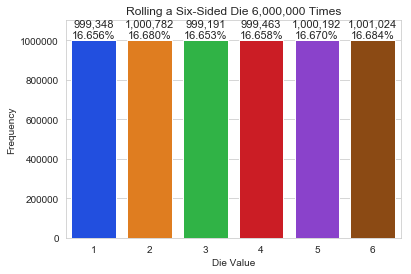 Rolling a Six-Sided Die 6,000,000 Times
999,348 1,000,782 999,191 999,463 1,000,192 1,001,024
16.656% 16.680% 16.653% 16.658% 16.670% 16.684%
1000000
800000
600000
400000
200000
0
Frequency
1 2 3 4 5 6
Die Value